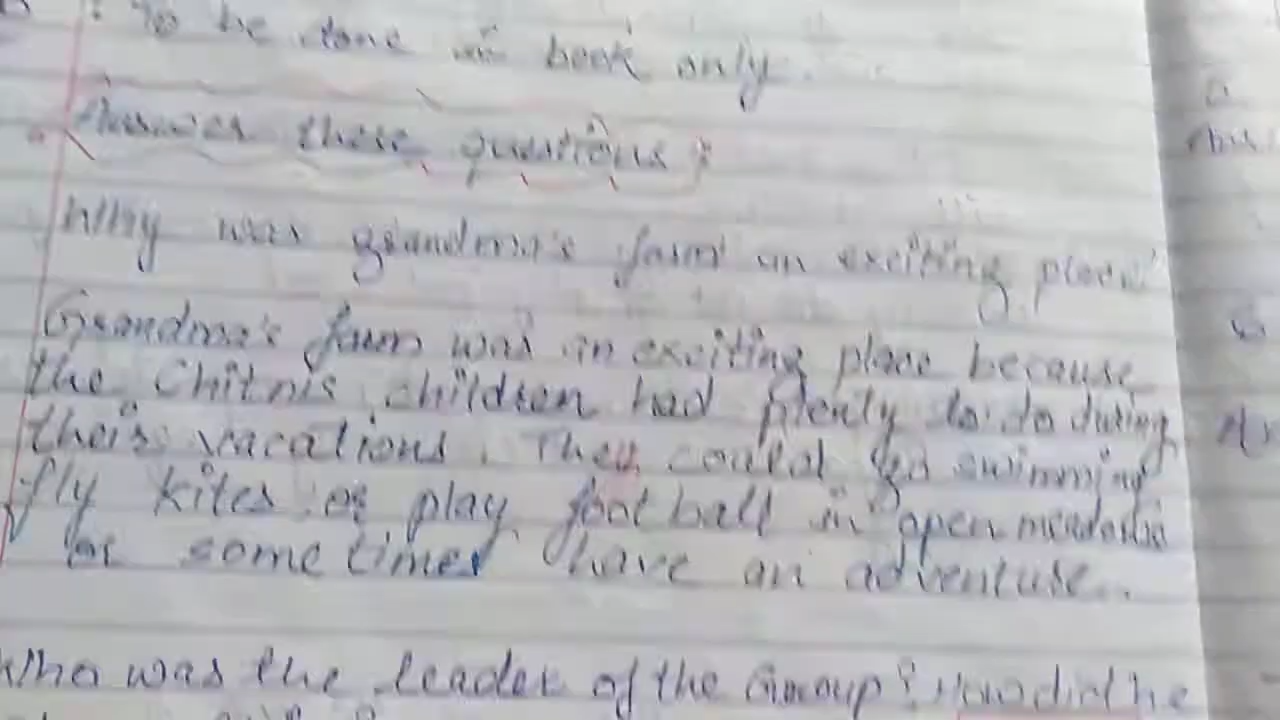 : To be done in book only.
Answer these questions :
Why was grandma's farm an exciting place?
Grandma's farm was an exciting place because
the Chitnis children had plenty to do during
their vacations. They could go swimming
fly kites or play football in open meadows
or sometimes have an adventure.
Who was the leader of the Group? How did he